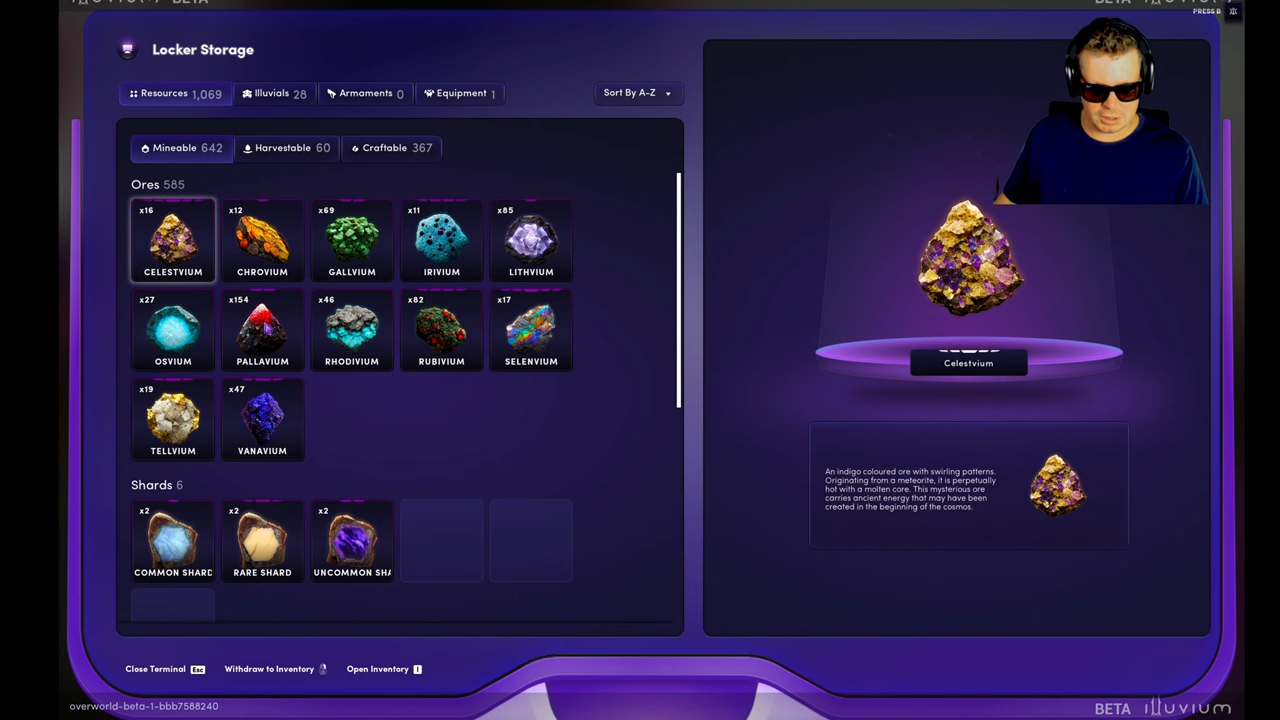 BETA
BETA
PRESS B
Locker Storage
Resources 1,069
Illuvials 28
Armaments 0
Equipment 1
Sort By A-Z
Mineable 642
Harvestable 60
Craftable 367
Ores 585
x16
x12
x69
x11
x85
CELESTVIUM
CHROVIUM
GALLVIUM
IRIVIUM
LITHVIUM
x27
x154
x46
x82
x17
OSVIUM
PALLAVIUM
RHODIVIUM
RUBIVIUM
SELENVIUM
x19
x47
TELLVIUM
VANAVIUM
Shards 6
x2
x2
x2
COMMON SHARD
RARE SHARD
UNCOMMON SHA
Celestvium
An indigo coloured ore with swirling patterns.
Originating from a meteorite, it is perpetually
hot with a molten core. This mysterious ore
carries ancient energy that may have been
created in the beginning of the cosmos.
Close Terminal Esc
Withdraw to Inventory
Open Inventory I
overworld-beta-1-bbb7588240
BETA illuvium